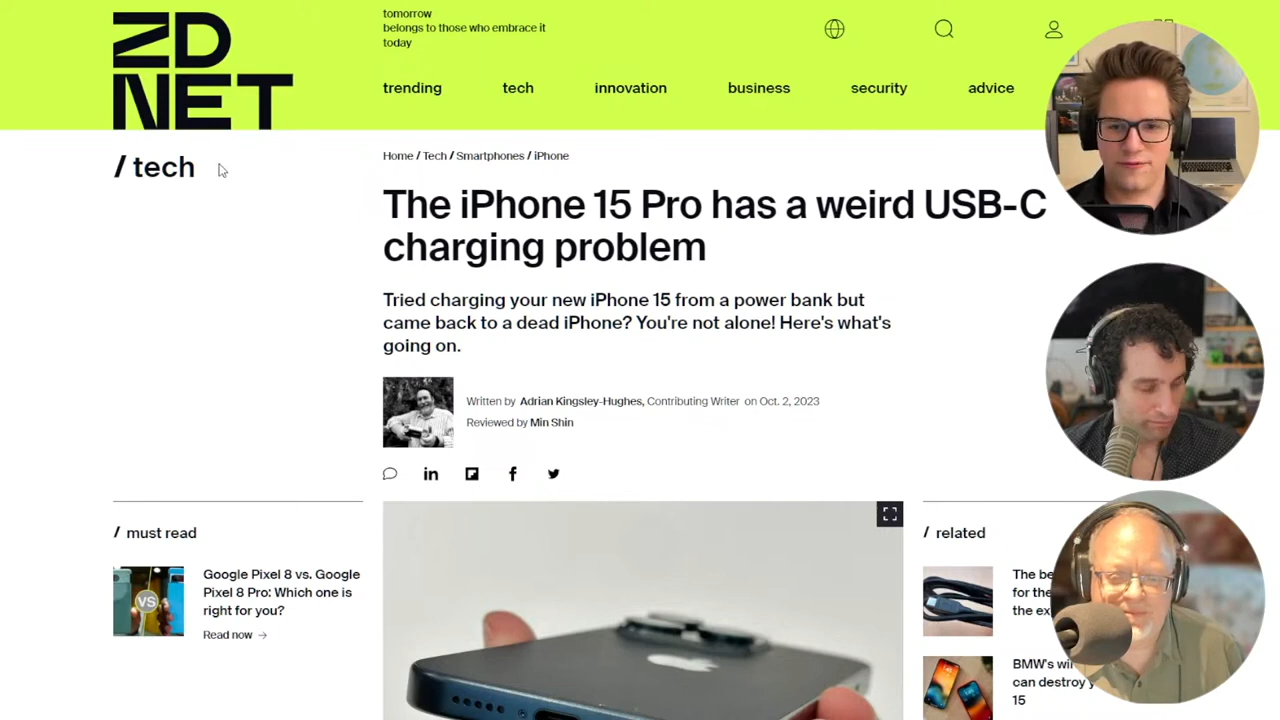 ZD
NET
tomorrow
belongs to those who embrace it
today
trending
tech
innovation
business
security
advice
/ tech
Home / Tech / Smartphones / iPhone
The iPhone 15 Pro has a weird USB-C
charging problem
Tried charging your new iPhone 15 from a power bank but
came back to a dead iPhone? You're not alone! Here's what's
going on.
Written by Adrian Kingsley-Hughes, Contributing Writer on Oct. 2, 2023
Reviewed by Min Shin
/ must read
Google Pixel 8 vs. Google
Pixel 8 Pro: Which one is
right for you?
Read now →
VS
/ related
The be
for the
the ex
BMW's wi
can destroy
15